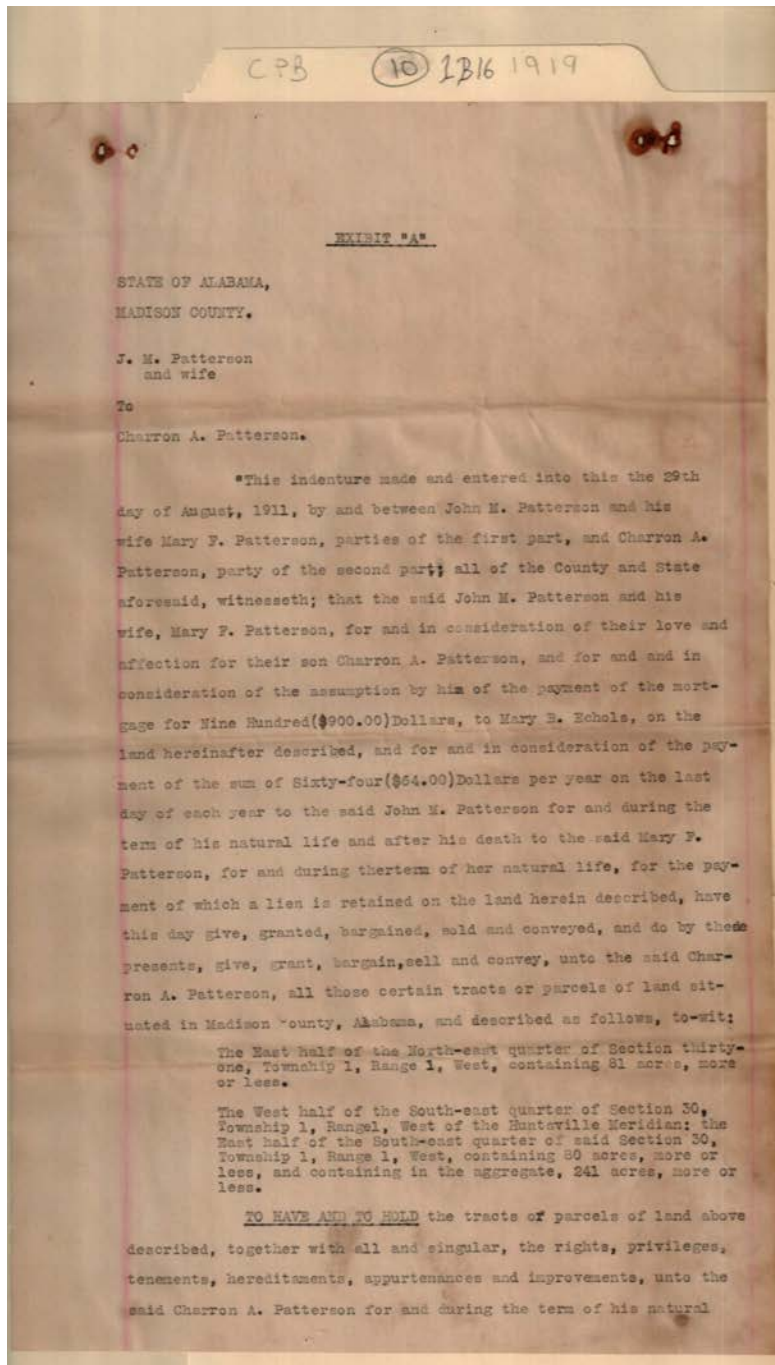 CPB 10 1B16 1919
EXIBIT "A"
STATE OF ALABAMA,
MADISON COUNTY.
J. M. Patterson
and wife
To
Charron A. Patterson.
"This indenture made and entered into this the 29th
day of August, 1911, by and between John M. Patterson and his
wife Mary F. Patterson, parties of the first part, and Charron A.
Patterson, party of the second part; all of the County and State
aforesaid, witnesseth; that the said John M. Patterson and his
wife, Mary F. Patterson, for and in consideration of their love and
affection for their son Charron A. Patterson, and for and and in
consideration of the assumption by him of the payment of the mort-
gage for Nine Hundred($900.00)Dollars, to Mary B. Echols, on the
land hereinafter described, and for and in consideration of the pay-
ment of the sum of Sixty-four($64.00)Dollars per year on the last
day of each year to the said John M. Patterson for and during the
term of his natural life and after his death to the said Mary F.
Patterson, for and during therterm of her natural life, for the pay-
ment of which a lien is retained on the land herein described, have
this day give, granted, bargained, sold and conveyed, and do by these
presents, give, grant, bargain,sell and convey, unto the said Char-
ron A. Patterson, all those certain tracts or parcels of land sit-
uated in Madison ounty, Alabama, and described as follows, to-wit:
The East half of the North-east quarter of Section thirty-
one, Township 1, Range 1, West, containing 81 acres, more
or less.
The West half of the South-east quarter of Section 30,
Township 1, Range1, West of the Huntsville Meridian: the
East half of the South-east quarter of said Section 30,
Township 1, Range 1, West, containing 80 acres, more or
less, and containing in the aggregate, 241 acres, more or
less.
TO HAVE AND TO HOLD the tracts or parcels of land above
described, together with all and singular, the rights, privileges,
tenements, hereditaments, appurtenances and improvements, unto the
said Charron A. Patterson for and during the term of his natural